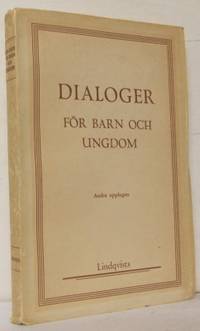 DIALOGER
FÖR BARN OCH
UNGDOM
Andra upplagan
Lindqvists